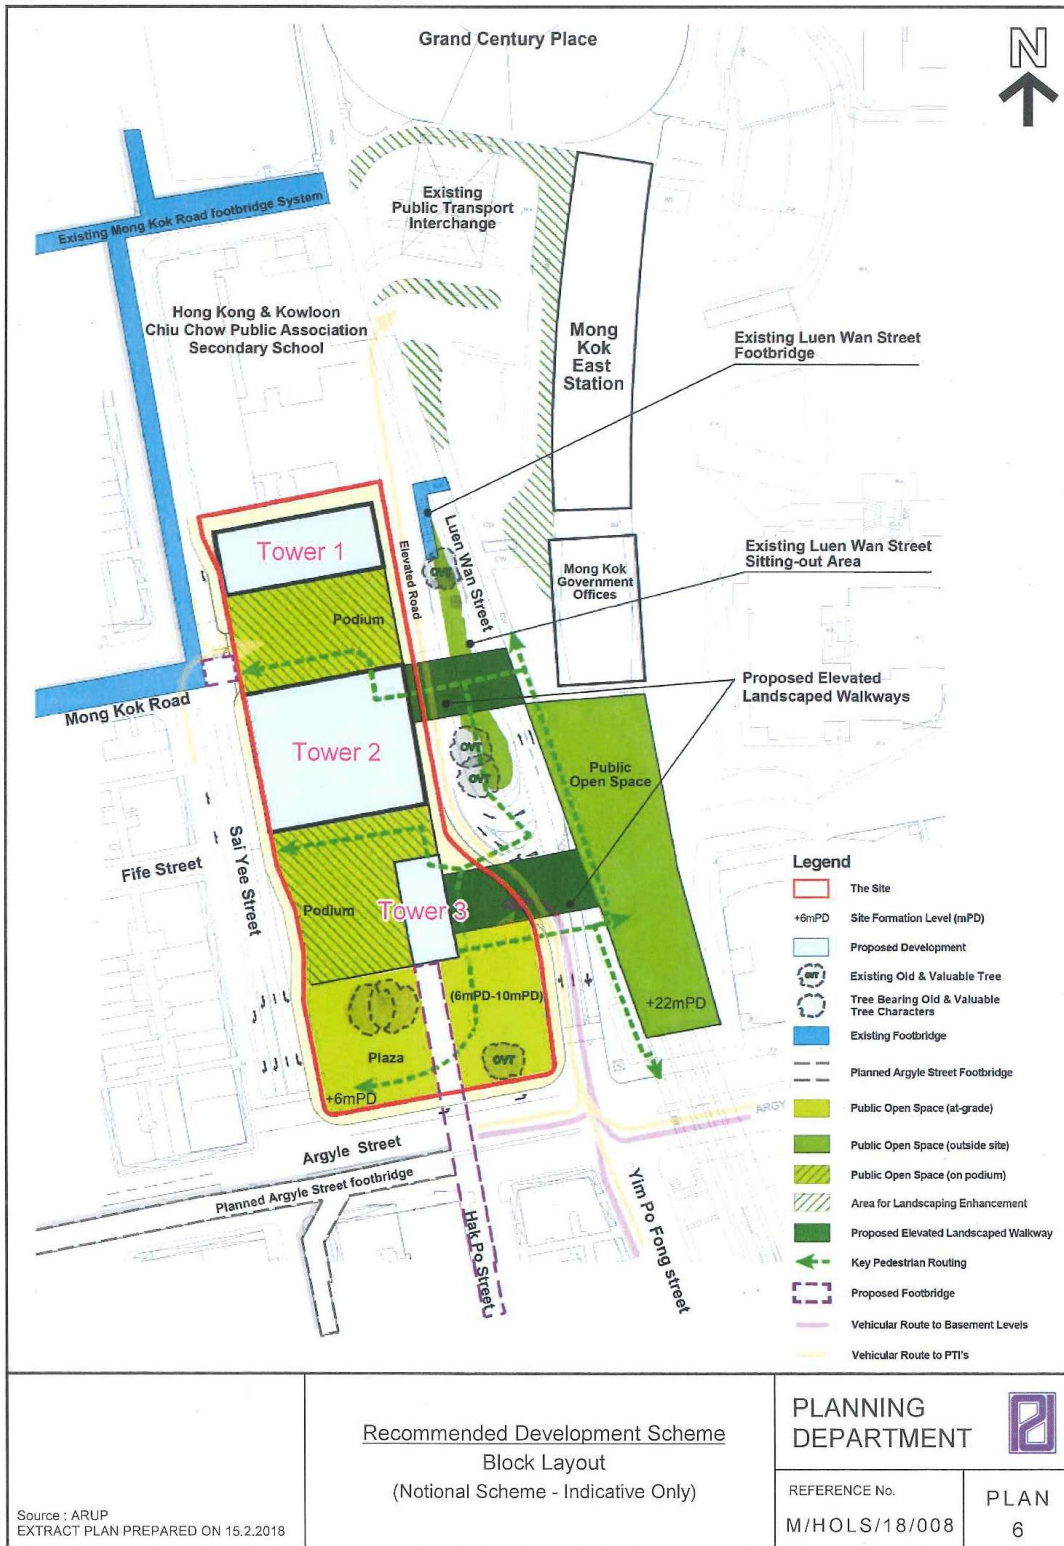 Grand Century Place
N
Existing
Public Transport
Interchange
Existing Mong Kok Road footbridge System
Hong Kong & Kowloon
Chiu Chow Public Association
Secondary School
Mong
Kok
East
Station
Existing Luen Wan Street
Footbridge
Luen Wan Street
Elevated Road
Existing Luen Wan Street
Sitting-out Area
Mong Kok
Government
Offices
OVT
Tower 1
Podium
Mong Kok Road
Proposed Elevated
Landscaped Walkways
Tower 2
OVT
OVT
Public
Open Space
Sai Yee Street
Fife Street
Podium
Tower 3
(6mPD-10mPD)
+22mPD
Plaza
OVT
+6mPD
Argyle Street
ARGY
Planned Argyle Street footbridge
Hak Po Street
Yim Po Fong street
Legend
The Site
+6mPD Site Formation Level (mPD)
Proposed Development
OVT Existing Old & Valuable Tree
Tree Bearing Old & Valuable
Tree Characters
Existing Footbridge
Planned Argyle Street Footbridge
Public Open Space (at-grade)
Public Open Space (outside site)
Public Open Space (on podium)
Area for Landscaping Enhancement
Proposed Elevated Landscaped Walkway
Key Pedestrian Routing
Proposed Footbridge
Vehicular Route to Basement Levels
Vehicular Route to PTI's
Source : ARUP
EXTRACT PLAN PREPARED ON 15.2.2018
Recommended Development Scheme
Block Layout
(Notional Scheme - Indicative Only)
PLANNING
DEPARTMENT
REFERENCE No.
M/HOLS/18/008
PLAN
6